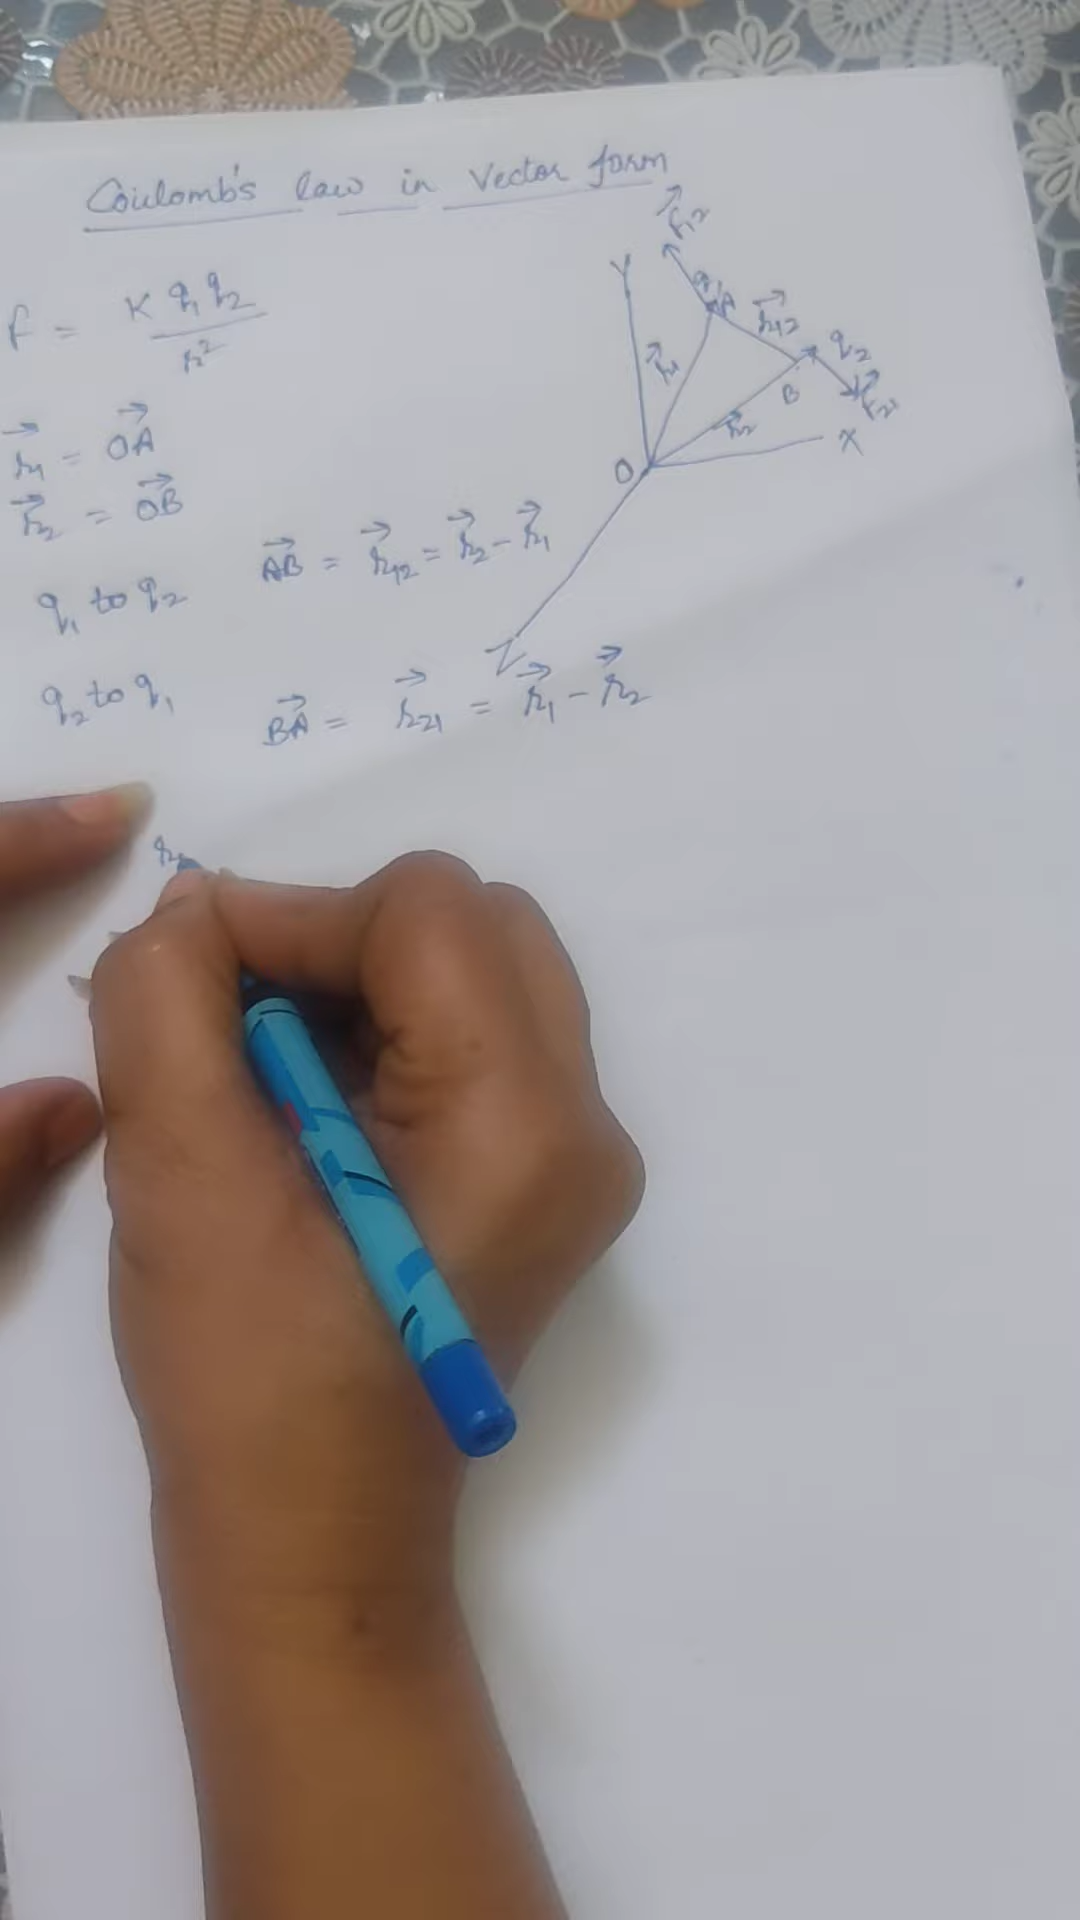 Coulomb's law in Vector form
F = K q₁ q₂ / r²
r₁⃗ = OA⃗
r₂⃗ = OB⃗
q₁ to q₂ AB⃗ = r₁₂⃗ = r₂⃗ - r₁⃗
q₂ to q₁ BA⃗ = r₂₁⃗ = r₁⃗ - r₂⃗
F₁₂⃗
Y q₁ A r₁₂⃗
q₂
r₁⃗ B F₂₁⃗
r₂⃗ X
O
Z